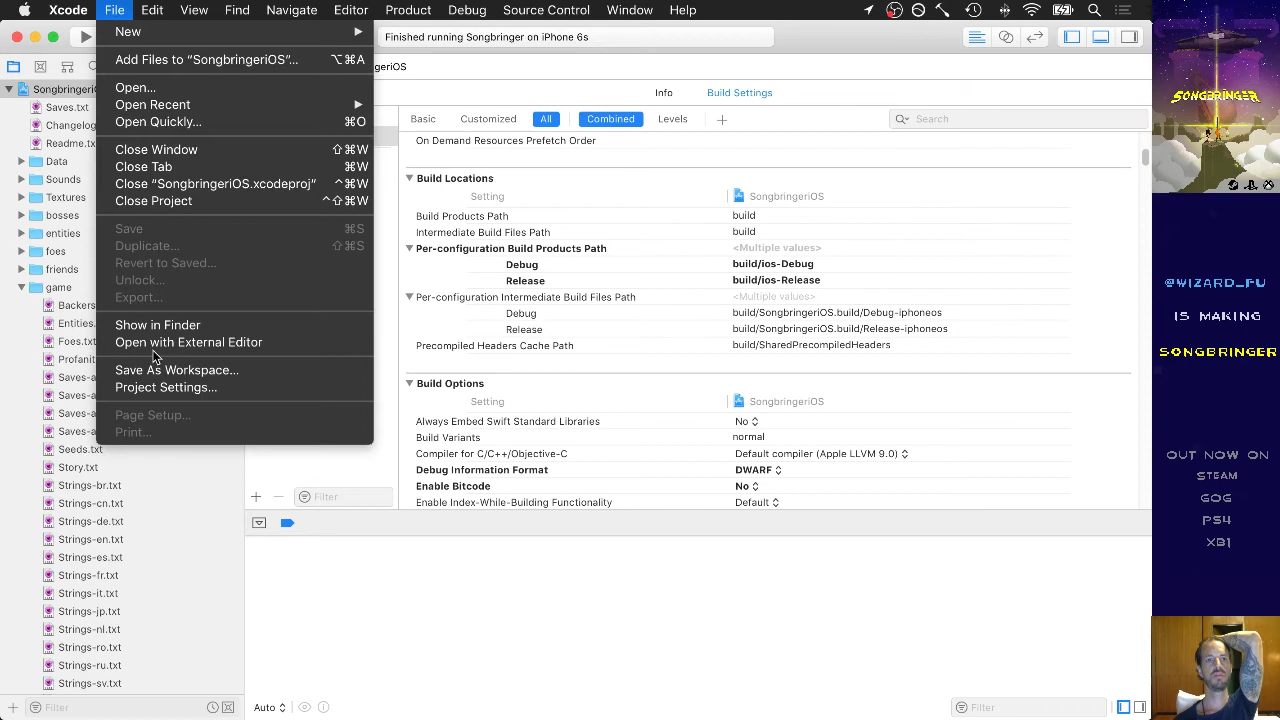 Xcode File Edit View Find Navigate Editor Product Debug Source Control Window Help
Finished running Songbringer on iPhone 6s
New
Add Files to “SongbringeriOS”... ⌥⌘A
Open...
Open Recent
Open Quickly... ⌘O
Close Window ⇧⌘W
Close Tab ⌘W
Close “SongbringeriOS.xcodeproj” ^⌘W
Close Project ^⇧⌘W
Save ⌘S
Duplicate... ⇧⌘S
Revert to Saved...
Unlock...
Export...
Show in Finder
Open with External Editor
Save As Workspace...
Project Settings...
Page Setup...
Print...
SongbringeriOS
Saves.txt
Changelog
Readme.txt
Data
Sounds
Textures
bosses
entities
foes
friends
game
Backers
Entities.
Foes.txt
Profanit
Saves-a
Saves-a
Saves-a
Saves-a
Seeds.txt
Story.txt
Strings-br.txt
Strings-cn.txt
Strings-de.txt
Strings-en.txt
Strings-es.txt
Strings-fr.txt
Strings-it.txt
Strings-jp.txt
Strings-nl.txt
Strings-ro.txt
Strings-ru.txt
Strings-sv.txt
Filter
geriOS
Info Build Settings
Basic Customized All Combined Levels Search
On Demand Resources Prefetch Order
Build Locations
Setting SongbringeriOS
Build Products Path build
Intermediate Build Files Path build
Per-configuration Build Products Path <Multiple values>
Debug build/ios-Debug
Release build/ios-Release
Per-configuration Intermediate Build Files Path <Multiple values>
Debug build/SongbringeriOS.build/Debug-iphoneos
Release build/SongbringeriOS.build/Release-iphoneos
Precompiled Headers Cache Path build/SharedPrecompiledHeaders
Build Options
Setting SongbringeriOS
Always Embed Swift Standard Libraries No
Build Variants normal
Compiler for C/C++/Objective-C Default compiler (Apple LLVM 9.0)
Debug Information Format DWARF
Enable Bitcode No
Enable Index-While-Building Functionality Default
Filter
Auto Filter
SONGBRINGER
@WIZARD_FU
IS MAKING
SONGBRINGER
OUT NOW ON
STEAM
GOG
PS4
XB1